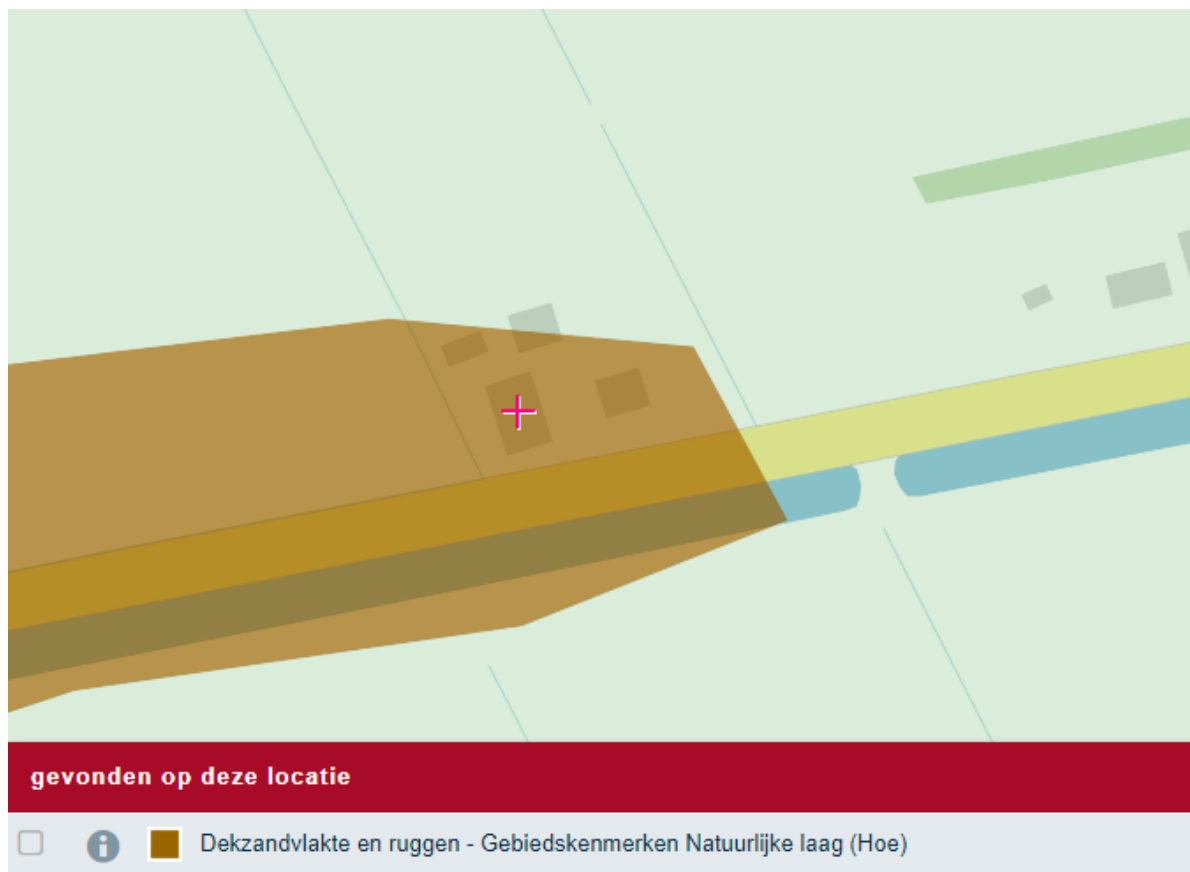 gevonden op deze locatie
Dekzandvlakte en ruggen - Gebiedskenmerken Natuurlijke laag (Hoe)